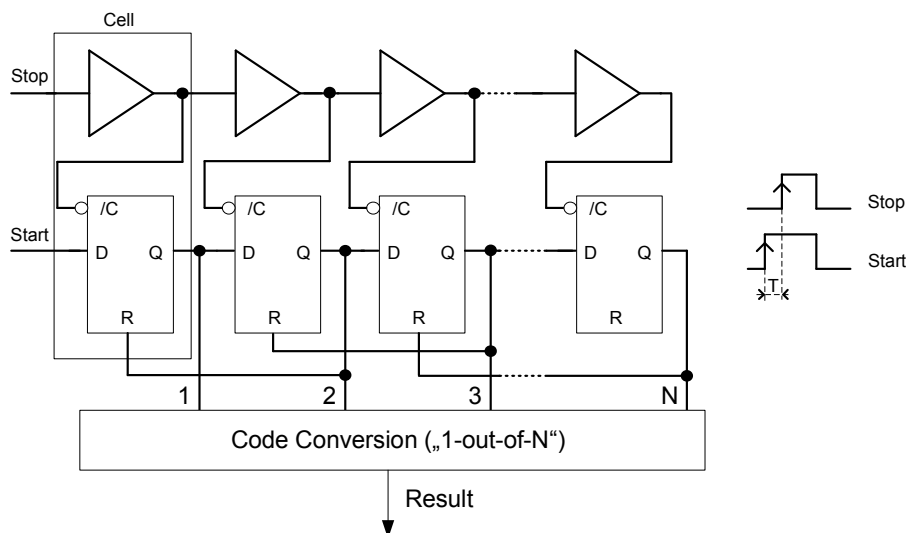 Cell
Stop
/C /C /C /C
Start
D Q D Q D Q D Q
R R R R
1 2 3 N
Code Conversion („1-out-of-N“)
Result
Stop
Start
T